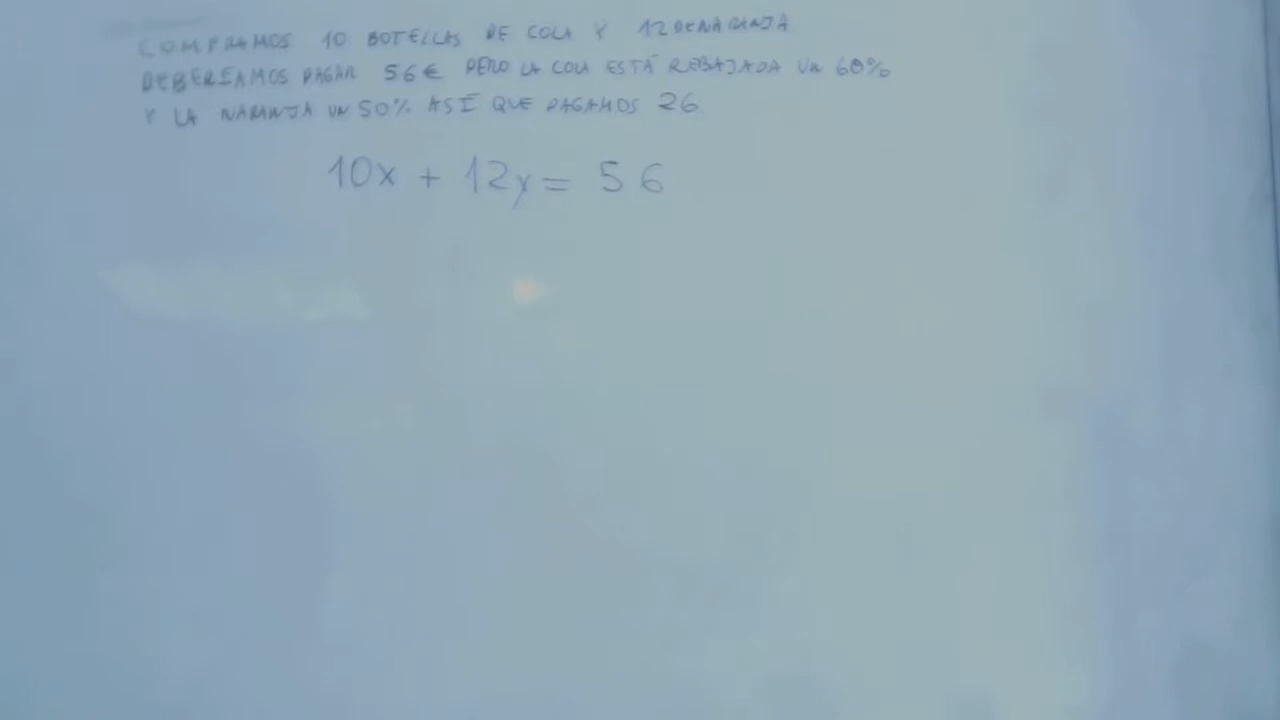 COMPRAMOS 10 BOTELLAS DE COLA Y 12 DE NARANJA
DEBERÍAMOS PAGAR 56€ PERO LA COLA ESTÁ REBAJADA UN 60%
Y LA NARANJA UN 50% ASÍ QUE PAGAMOS 26
10x + 12y = 56